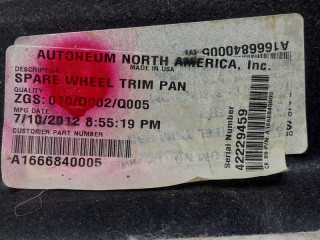 AUTONEUM NORTH AMERICA, Inc.
MADE IN USA
DESCRIPTION
SPARE WHEEL TRIM PAN
QUALITY
ZGS: 010/D002/Q005
MFG DATE
7/10/2012 8:55:19 PM
CUSTOMER PART NUMBER
A1666840005
Serial Number
42229459
A1666840005